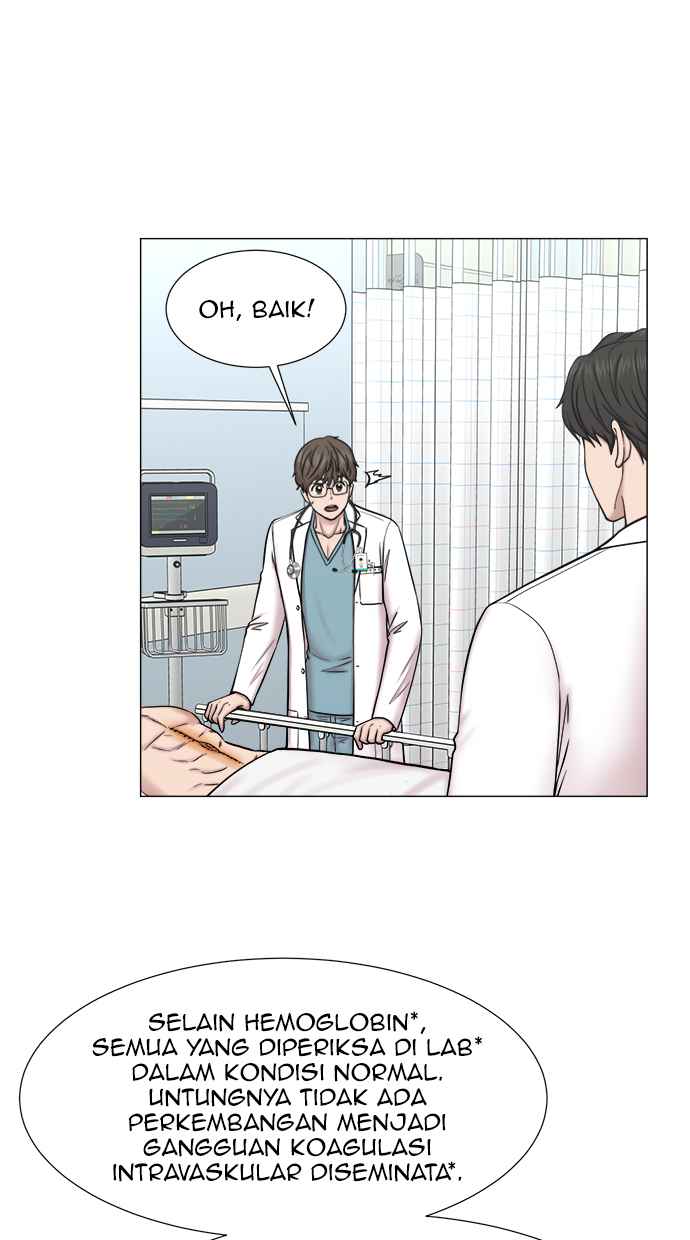 OH, BAIK!
SELAIN HEMOGLOBIN*,
SEMUA YANG DIPERIKSA DI LAB*
DALAM KONDISI NORMAL.
UNTUNGNYA TIDAK ADA
PERKEMBANGAN MENJADI
GANGGUAN KOAGULASI
INTRAVASKULAR DISEMINATA*.